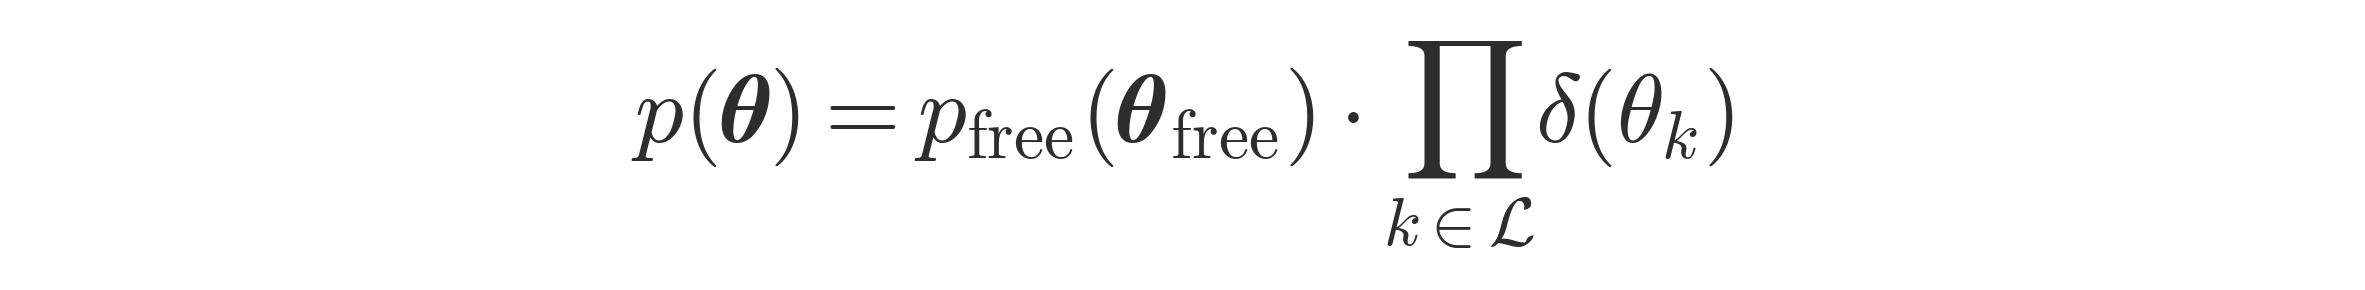 p(𝜽) = p_free(𝜽_free) · ∏_{k∈ℒ} δ(θ_k)